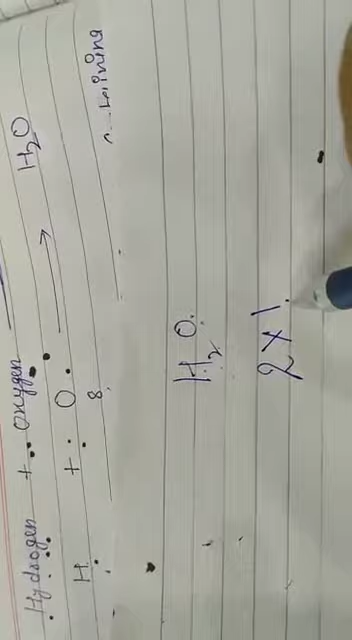 Hydrogen + Oxygen ⟶ H₂O
H + O
8
H₂O
2×1